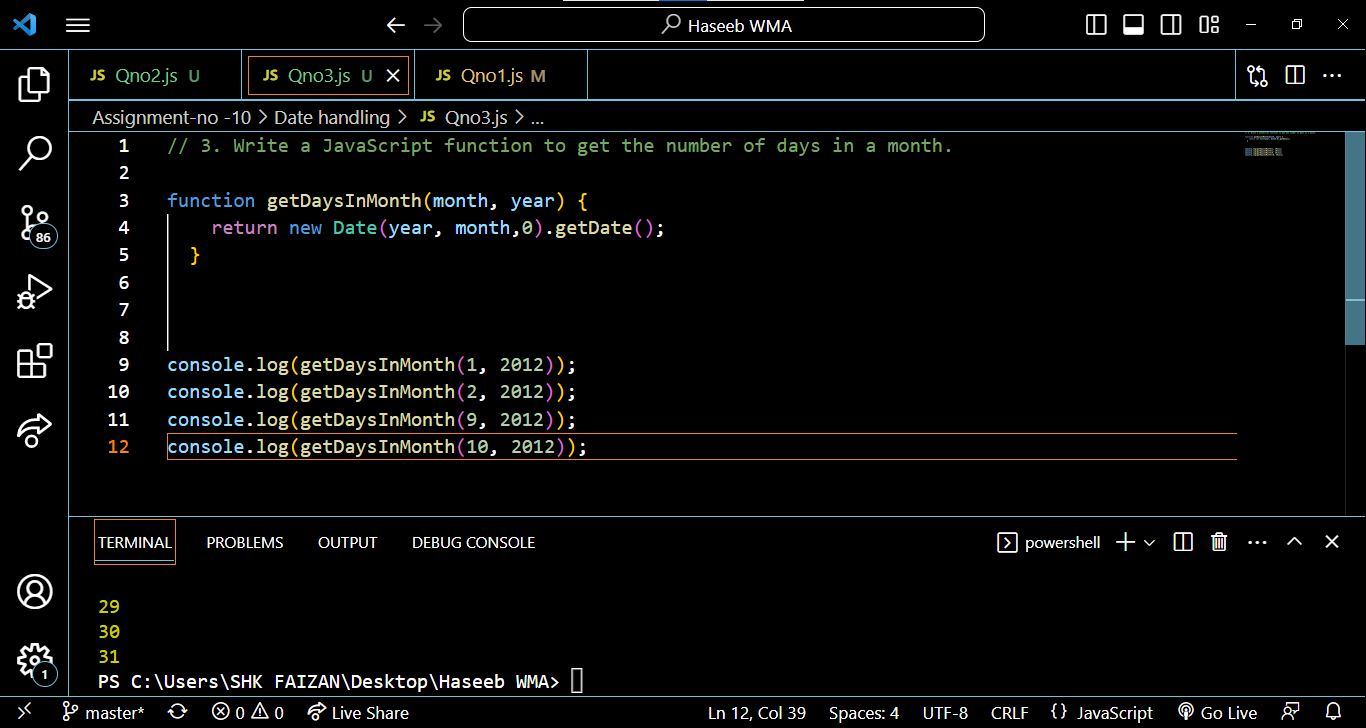 Haseeb WMA
JS Qno2.js U
JS Qno3.js U
JS Qno1.js M
Assignment-no -10 > Date handling > JS Qno3.js > ...
1 // 3. Write a JavaScript function to get the number of days in a month.
2
3 function getDaysInMonth(month, year) {
4 return new Date(year, month,0).getDate();
5 }
6
7
8
9 console.log(getDaysInMonth(1, 2012));
10 console.log(getDaysInMonth(2, 2012));
11 console.log(getDaysInMonth(9, 2012));
12 console.log(getDaysInMonth(10, 2012));
86
TERMINAL PROBLEMS OUTPUT DEBUG CONSOLE
powershell
29
30
31
PS C:\Users\SHK FAIZAN\Desktop\Haseeb WMA>
1
master* 0 0 Live Share
Ln 12, Col 39 Spaces: 4 UTF-8 CRLF {} JavaScript Go Live